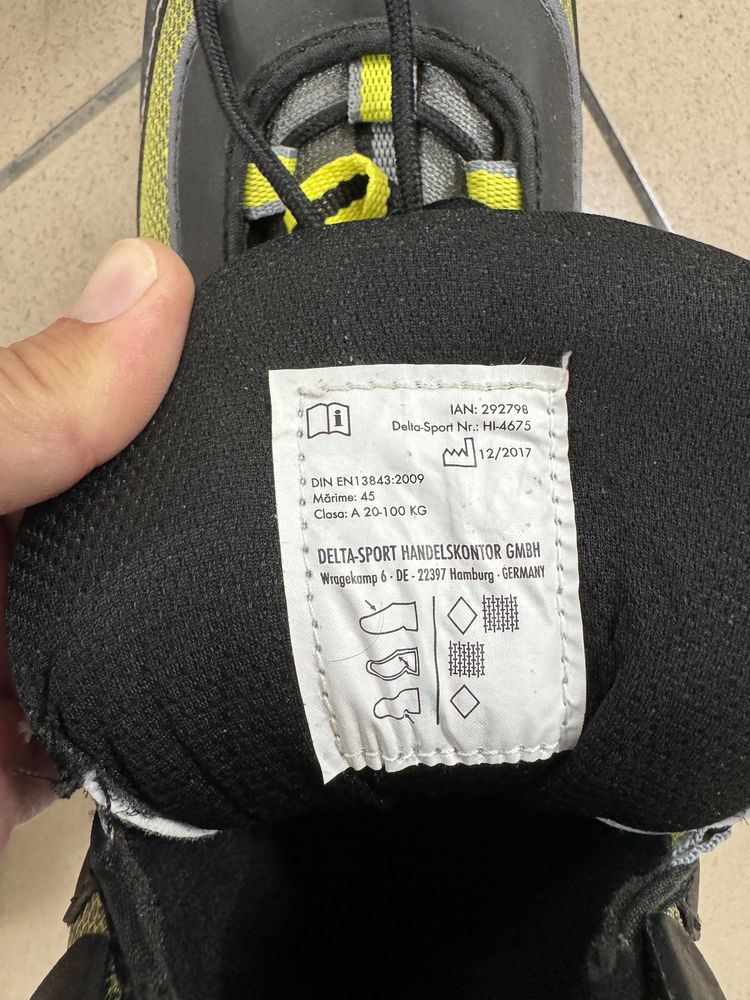 IAN: 292798
Delta-Sport Nr.: HI-4675
12/2017
DIN EN13843:2009
Mărime: 45
Clasa: A 20-100 KG
DELTA-SPORT HANDELSKONTOR GMBH
Wragekamp 6 · DE - 22397 Hamburg · GERMANY